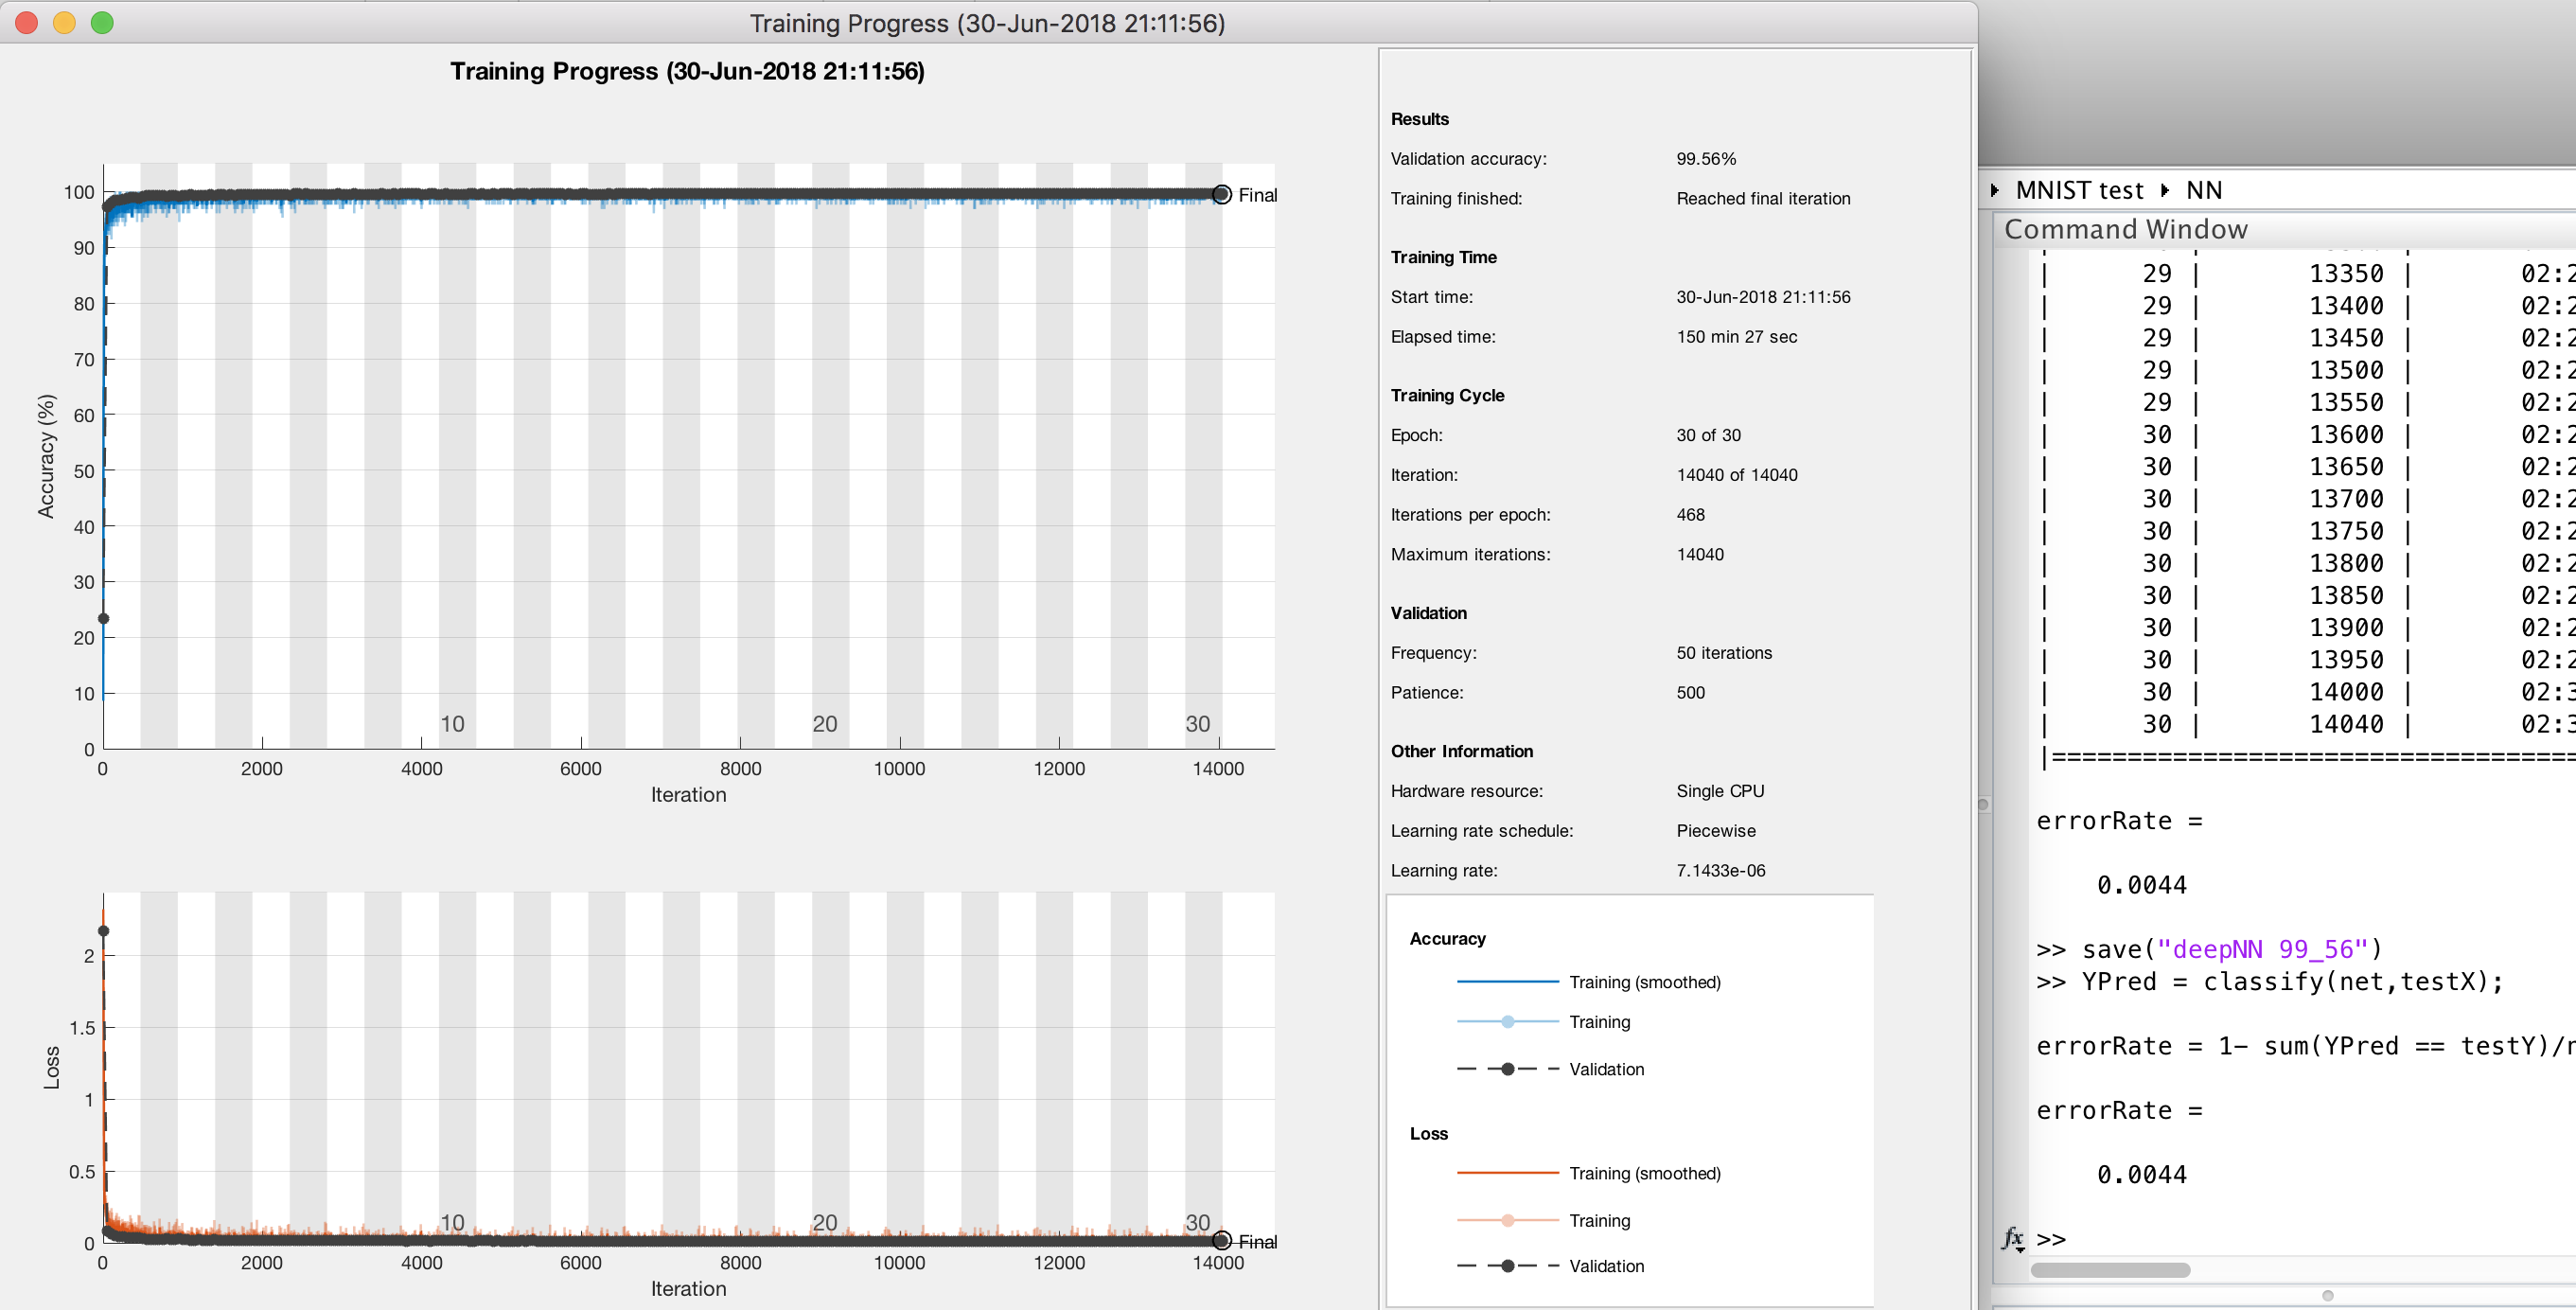 Training Progress (30-Jun-2018 21:11:56)
Training Progress (30-Jun-2018 21:11:56)
100
90
80
70
60
50
40
30
20
10
0
Accuracy (%)
Final
10
20
30
0
2000
4000
6000
8000
10000
12000
14000
Iteration
2
1.5
1
0.5
0
Loss
10
20
30
Final
0
2000
4000
6000
8000
10000
12000
14000
Iteration
Results
Validation accuracy: 99.56%
Training finished: Reached final iteration
Training Time
Start time: 30-Jun-2018 21:11:56
Elapsed time: 150 min 27 sec
Training Cycle
Epoch: 30 of 30
Iteration: 14040 of 14040
Iterations per epoch: 468
Maximum iterations: 14040
Validation
Frequency: 50 iterations
Patience: 500
Other Information
Hardware resource: Single CPU
Learning rate schedule: Piecewise
Learning rate: 7.1433e-06
Accuracy
Training (smoothed)
Training
Validation
Loss
Training (smoothed)
Training
Validation
MNIST test ▸ NN
Command Window
| 29 | 13350 | 02:2
| 29 | 13400 | 02:2
| 29 | 13450 | 02:2
| 29 | 13500 | 02:2
| 29 | 13550 | 02:2
| 30 | 13600 | 02:2
| 30 | 13650 | 02:2
| 30 | 13700 | 02:2
| 30 | 13750 | 02:2
| 30 | 13800 | 02:2
| 30 | 13850 | 02:2
| 30 | 13900 | 02:2
| 30 | 13950 | 02:2
| 30 | 14000 | 02:3
| 30 | 14040 | 02:3
|===================================
errorRate =
0.0044
>> save("deepNN 99_56")
>> YPred = classify(net,testX);
errorRate = 1- sum(YPred == testY)/
errorRate =
0.0044
fx >>